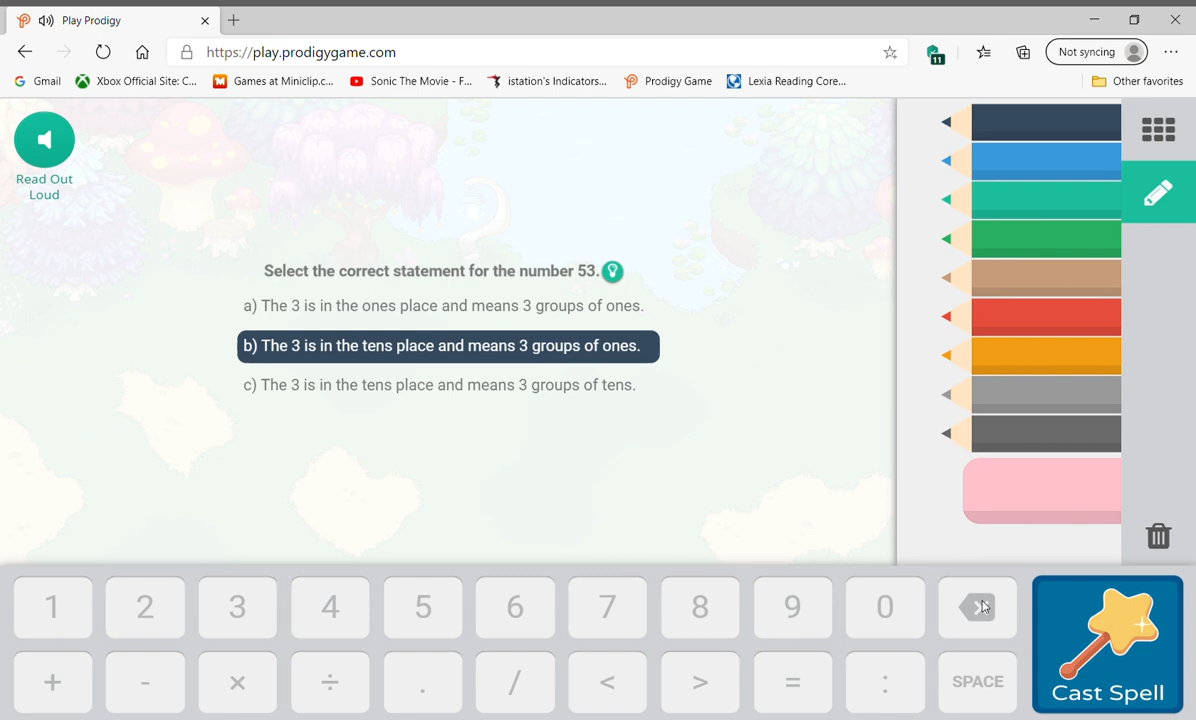 Play Prodigy
https://play.prodigygame.com
11
Not syncing
Gmail
Xbox Official Site: C...
Games at Miniclip.c...
Sonic The Movie - F...
istation's Indicators...
Prodigy Game
Lexia Reading Core...
Other favorites
Read Out
Loud
Select the correct statement for the number 53.
a) The 3 is in the ones place and means 3 groups of ones.
b) The 3 is in the tens place and means 3 groups of ones.
c) The 3 is in the tens place and means 3 groups of tens.
1 2 3 4 5 6 7 8 9 0
+ - × ÷ . / < > = : SPACE
Cast Spell